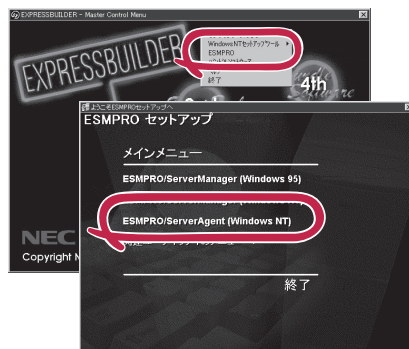 EXPRESSBUILDER - Master Control Menu
EXPRESSBUILDER
Windows NTセットアップツール
ESMPRO
終了
4th
ようこそESMPROセットアップへ
ESMPRO セットアップ
メインメニュー
ESMPRO/ServerManager (Windows 95)
ESMPRO/ServerAgent (Windows NT)
終了
NEC
Copyright